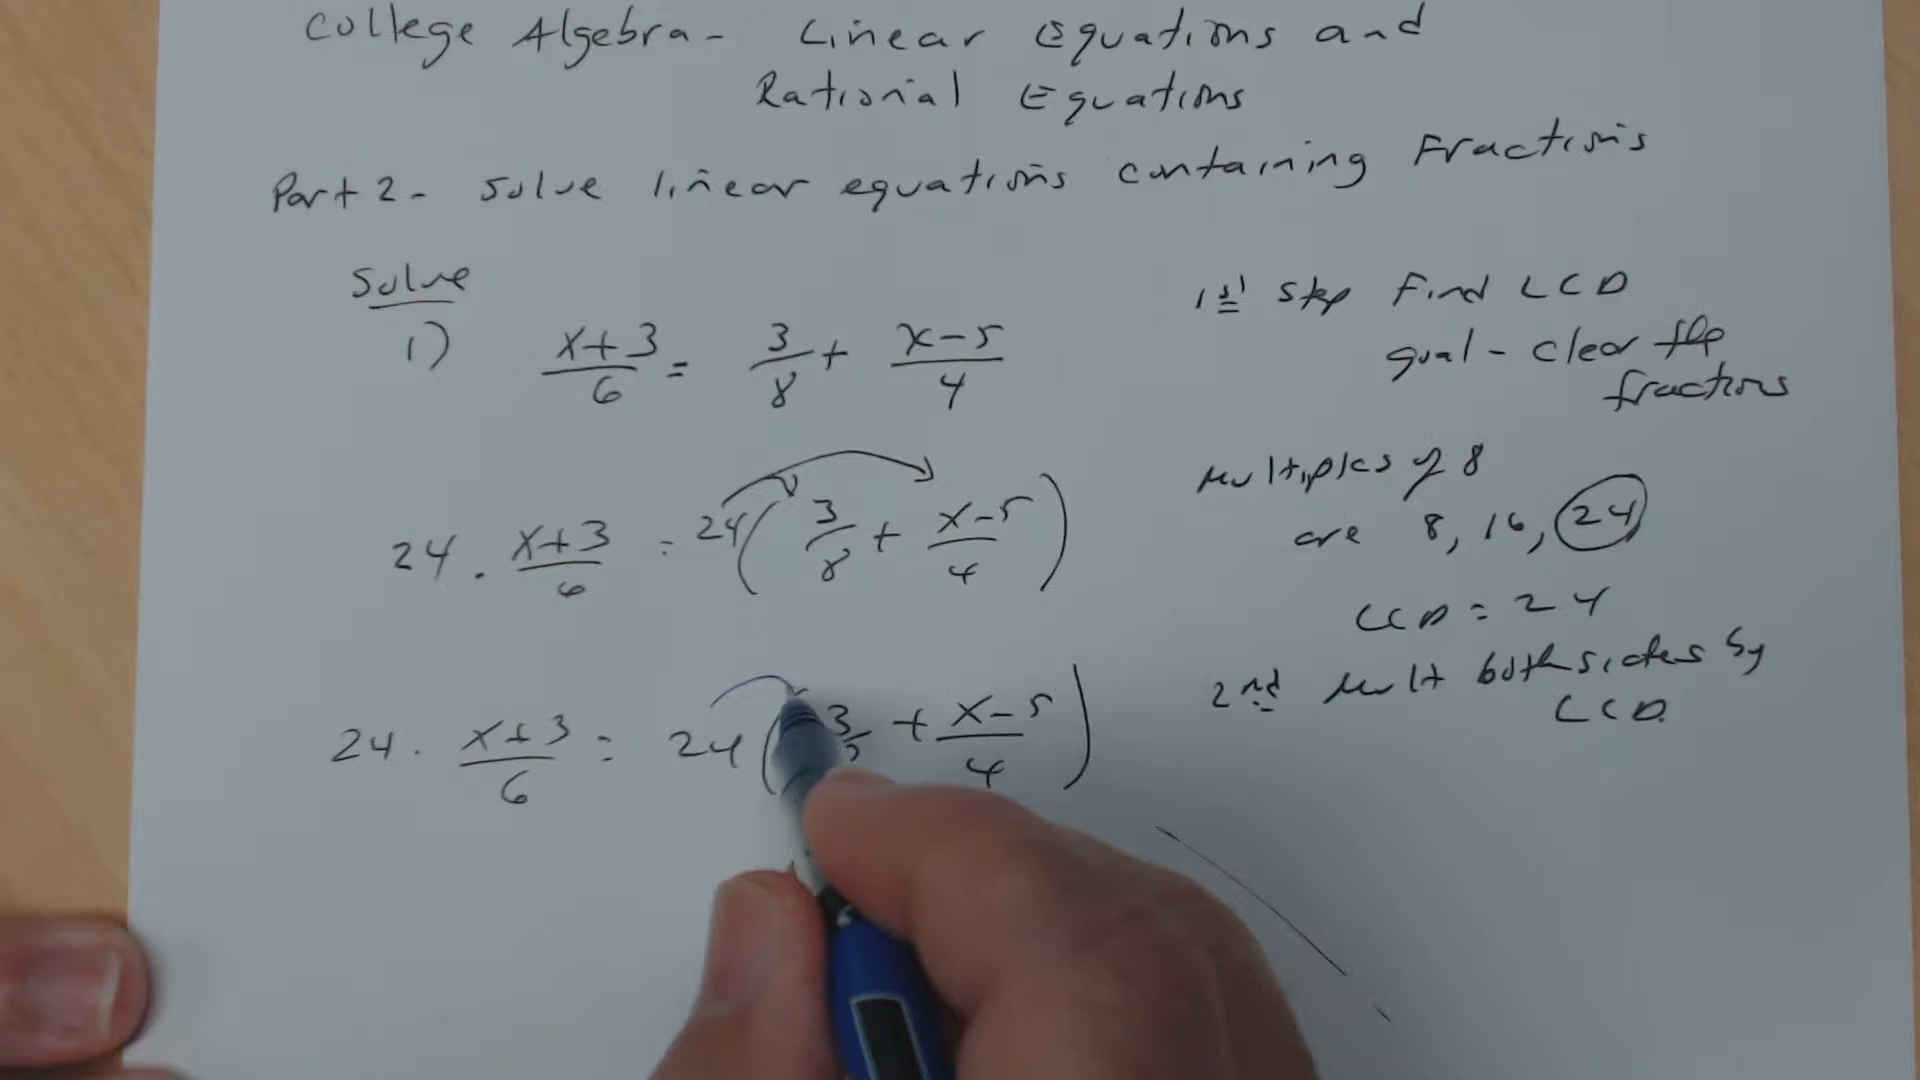 College Algebra - Linear Equations and
Rational Equations
Part 2 - Solve linear equations containing Fractions
Solve
1) x+3/6 = 3/8 + x-5/4
1st step Find LCD
goal - clear
fractions
24 . x+3/6 = 24( 3/8 + x-5/4 )
Multiples of 8
are 8, 16, 24
LCD = 24
2nd Mult both sides by
LCD.
24 . x+3/6 = 24( 3/ + x-5/4 )